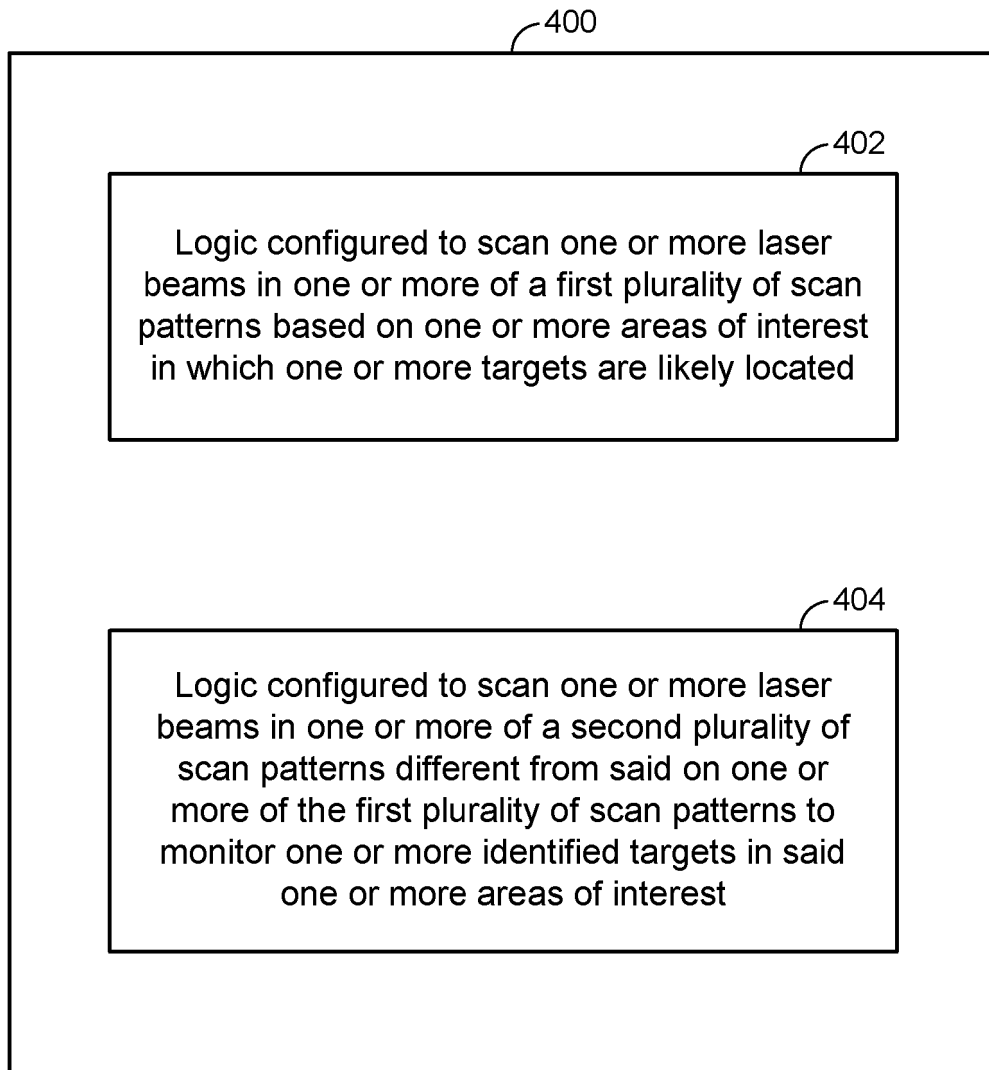 400
402
Logic configured to scan one or more laser
beams in one or more of a first plurality of scan
patterns based on one or more areas of interest
in which one or more targets are likely located
404
Logic configured to scan one or more laser
beams in one or more of a second plurality of
scan patterns different from said on one or
more of the first plurality of scan patterns to
monitor one or more identified targets in said
one or more areas of interest